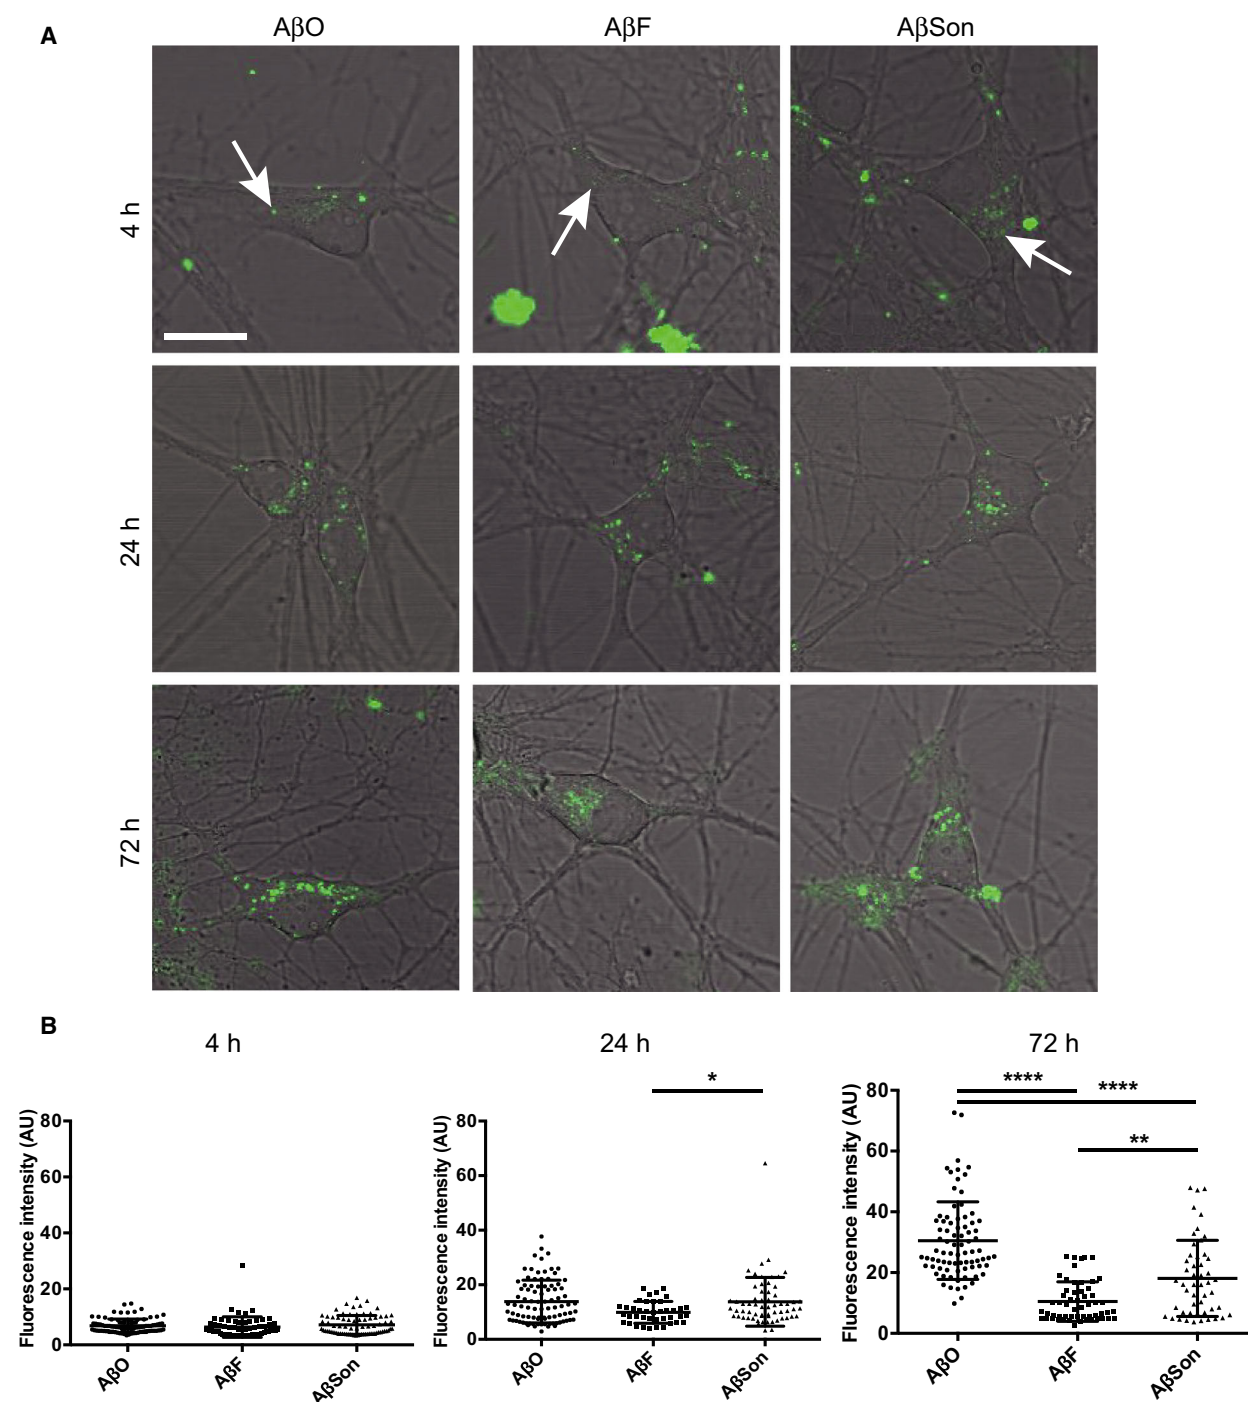 A
AβO AβF AβSon
4 h
24 h
72 h
B
4 h 24 h 72 h
Fluorescence intensity (AU)
80
60
40
20
0
AβO AβF AβSon
*
Fluorescence intensity (AU)
80
60
40
20
0
AβO AβF AβSon
**** ****
**
Fluorescence intensity (AU)
80
60
40
20
0
AβO AβF AβSon